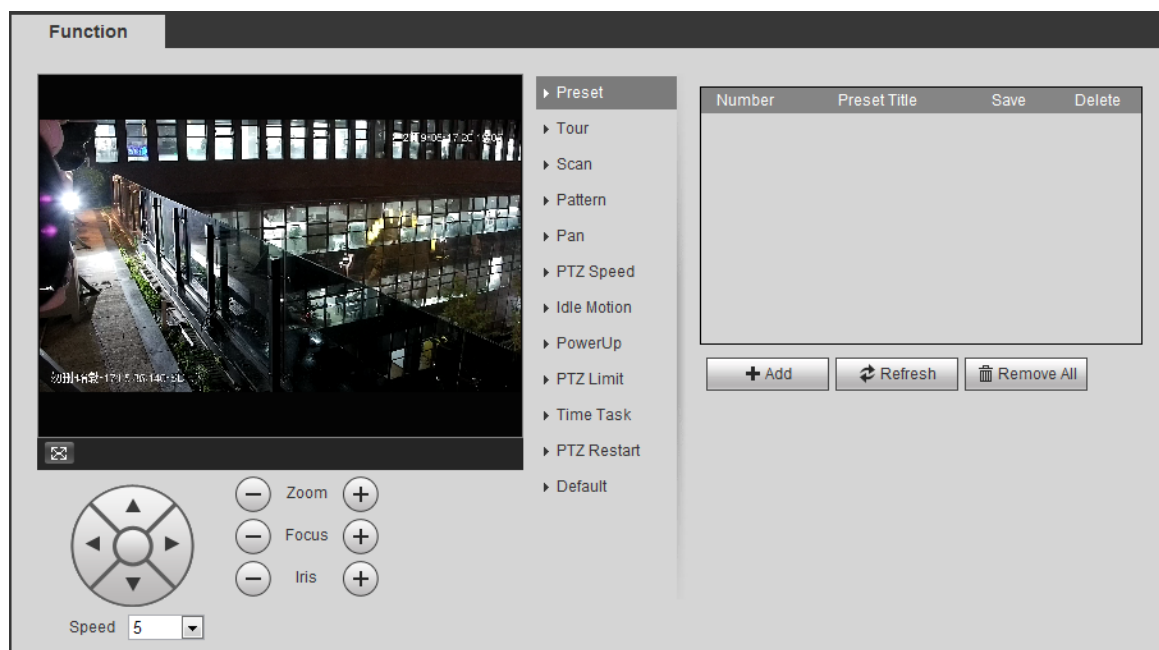 Function
Preset
Tour
Scan
Pattern
Pan
PTZ Speed
Idle Motion
PowerUp
PTZ Limit
Time Task
PTZ Restart
Default
Number Preset Title Save Delete
Add Refresh Remove All
Zoom
Focus
Iris
Speed 5